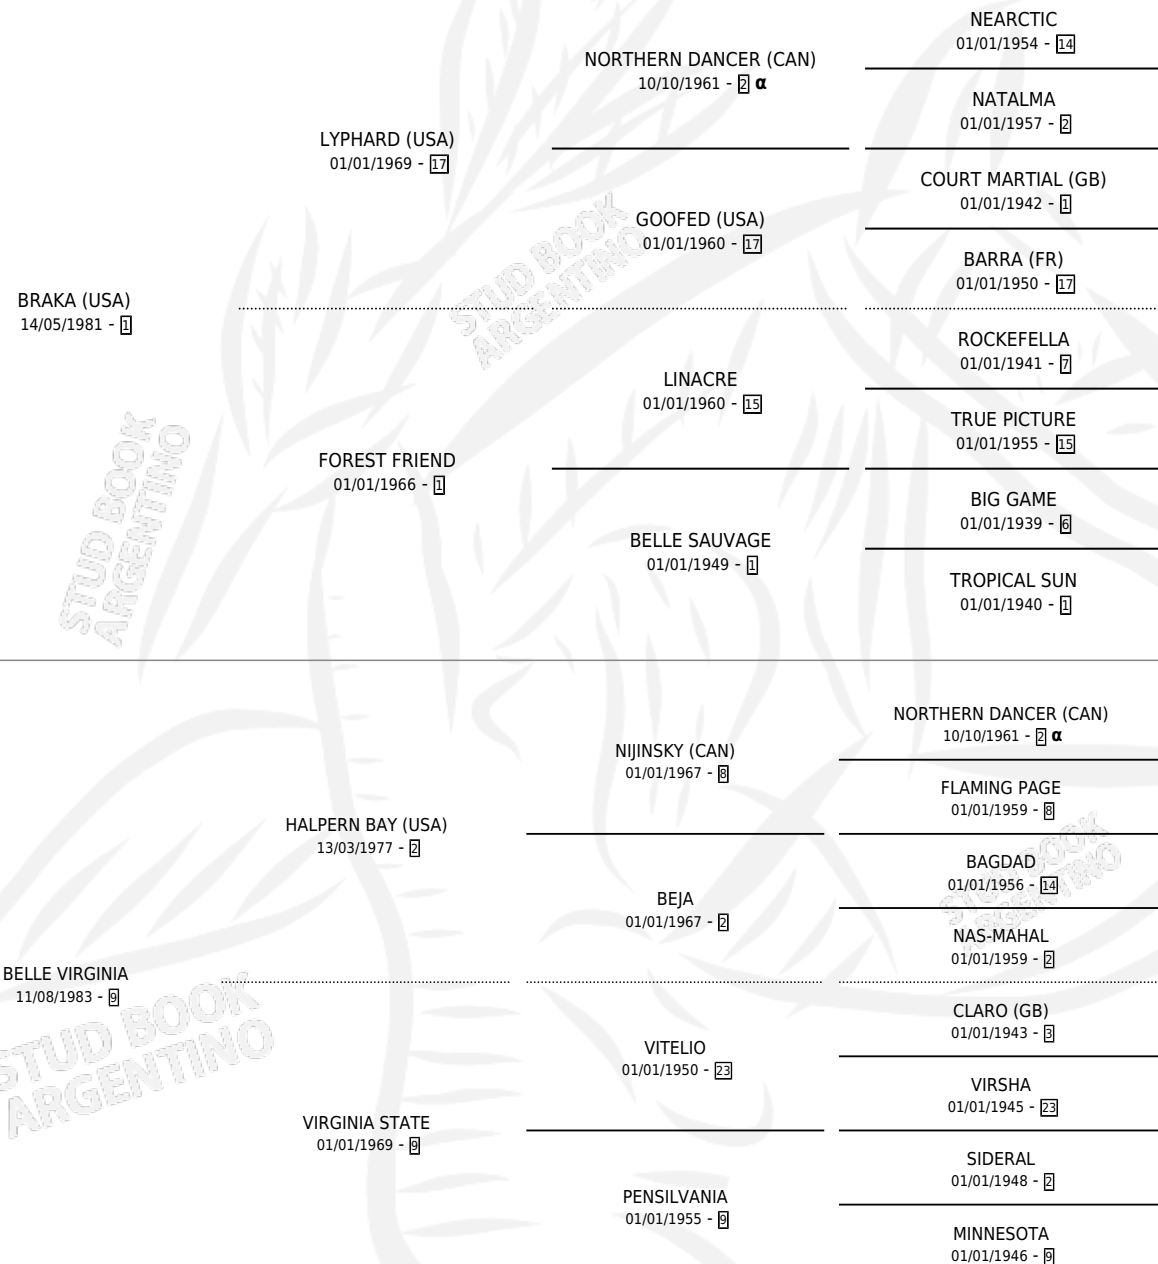 NEARCTIC
01/01/1954 - 14
NORTHERN DANCER (CAN)
10/10/1961 - 2 α
NATALMA
01/01/1957 - 2
LYPHARD (USA)
01/01/1969 - 17
COURT MARTIAL (GB)
01/01/1942 - 1
GOOFED (USA)
01/01/1960 - 17
BARRA (FR)
01/01/1950 - 17
BRAKA (USA)
14/05/1981 - 1
ROCKEFELLA
01/01/1941 - 7
LINACRE
01/01/1960 - 15
TRUE PICTURE
01/01/1955 - 15
FOREST FRIEND
01/01/1966 - 1
BIG GAME
01/01/1939 - 6
BELLE SAUVAGE
01/01/1949 - 1
TROPICAL SUN
01/01/1940 - 1
NORTHERN DANCER (CAN)
10/10/1961 - 2 α
NIJINSKY (CAN)
01/01/1967 - 8
FLAMING PAGE
01/01/1959 - 8
HALPERN BAY (USA)
13/03/1977 - 2
BAGDAD
01/01/1956 - 14
BEJA
01/01/1967 - 2
NAS-MAHAL
01/01/1959 - 2
BELLE VIRGINIA
11/08/1983 - 9
CLARO (GB)
01/01/1943 - 3
VITELIO
01/01/1950 - 23
VIRSHA
01/01/1945 - 23
VIRGINIA STATE
01/01/1969 - 9
SIDERAL
01/01/1948 - 2
PENSILVANIA
01/01/1955 - 9
MINNESOTA
01/01/1946 - 9
STUD BOOK
ARGENTINO
STUD BOOK
ARGENTINO
STUD BOOK
ARGENTINO
STUD BOOK
ARGENTINO